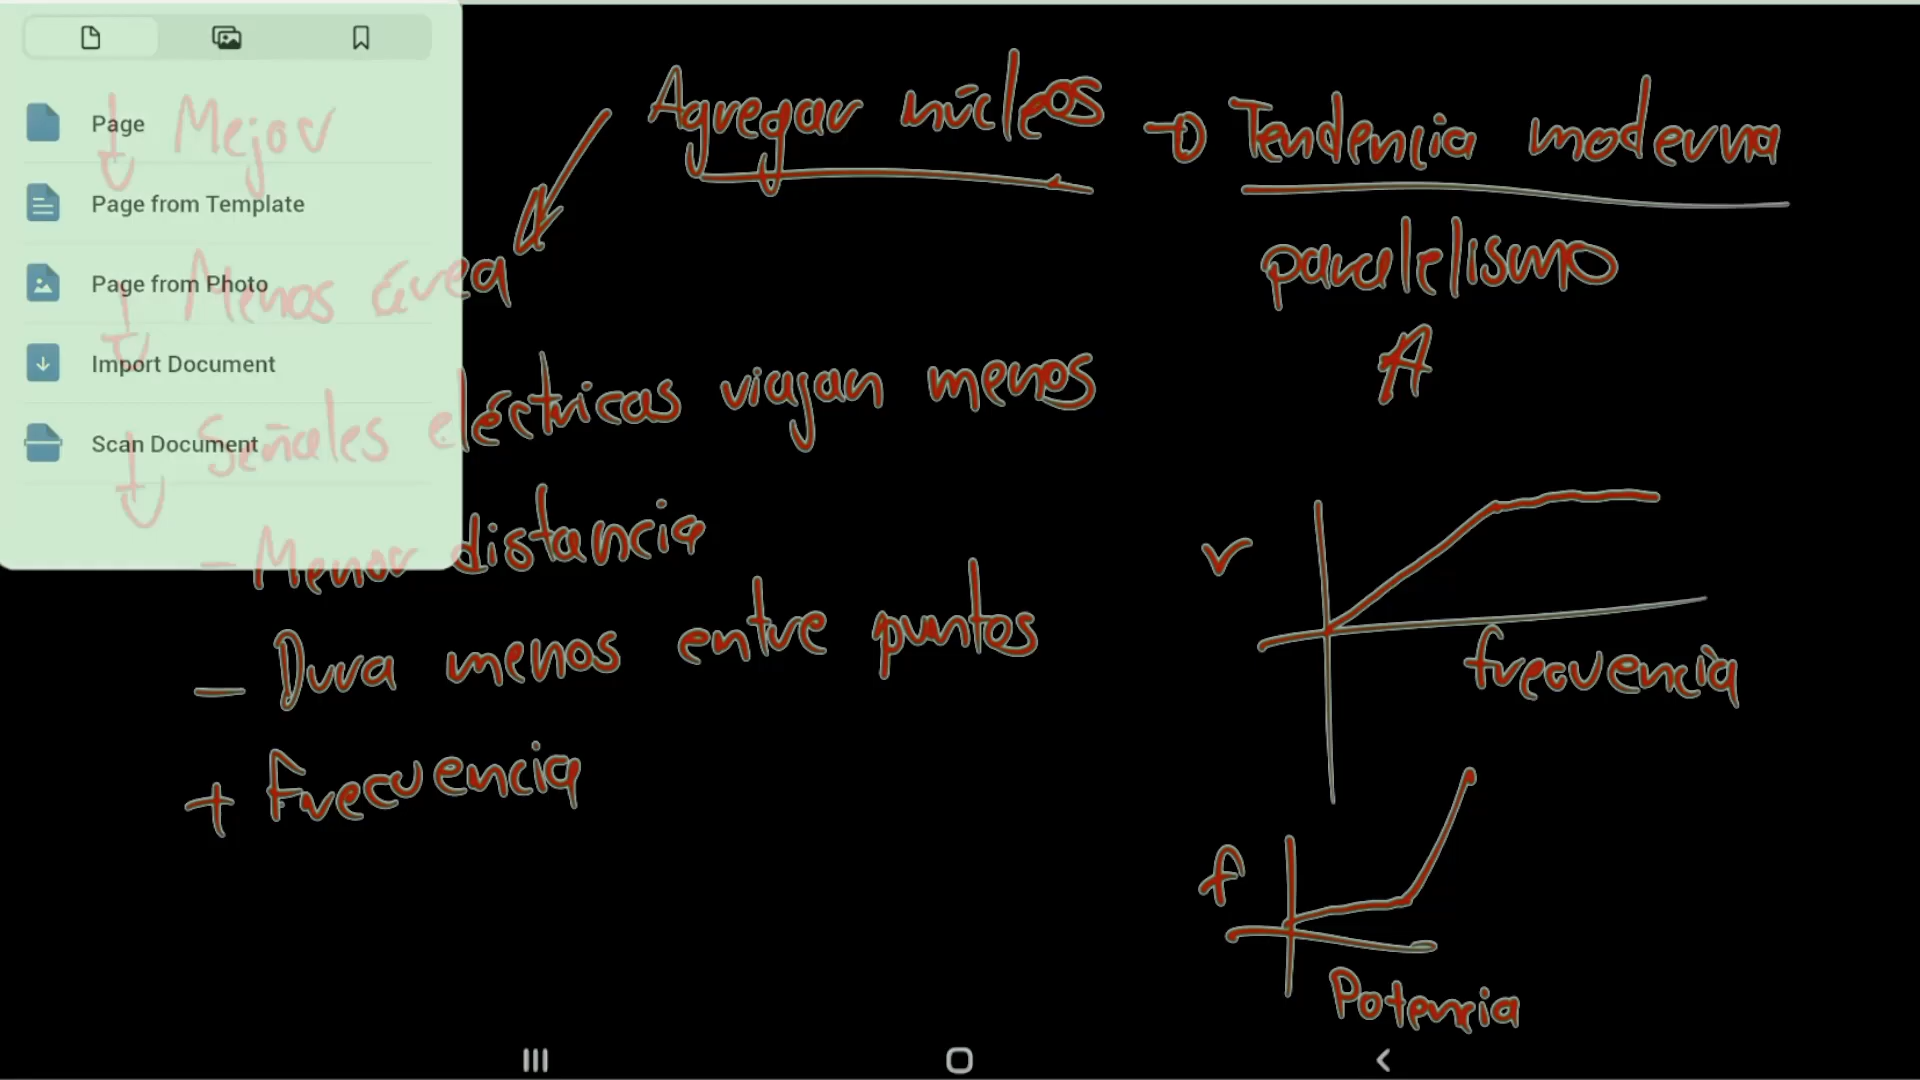 Page
Page from Template
Page from Photo
Import Document
Scan Document
Mejor
Menos área
Señales eléctricas viajan menos
- Menor distancia
- Dura menos entre puntos
+ Frecuencia
Agregar núcleos
Tendencia moderna
paralelismo
A
v
frecuencia
f
Potencia